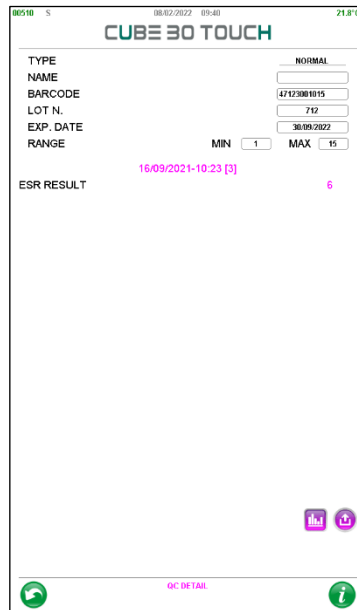 00510 S 08/02/2022 09:40 21.8°C
CUBE 30 TOUCH
TYPE NORMAL
NAME
BARCODE 47123001015
LOT N. 712
EXP. DATE 30/09/2022
RANGE MIN 1 MAX 15
16/09/2021-10:23 [3]
ESR RESULT 6
QC DETAIL
i